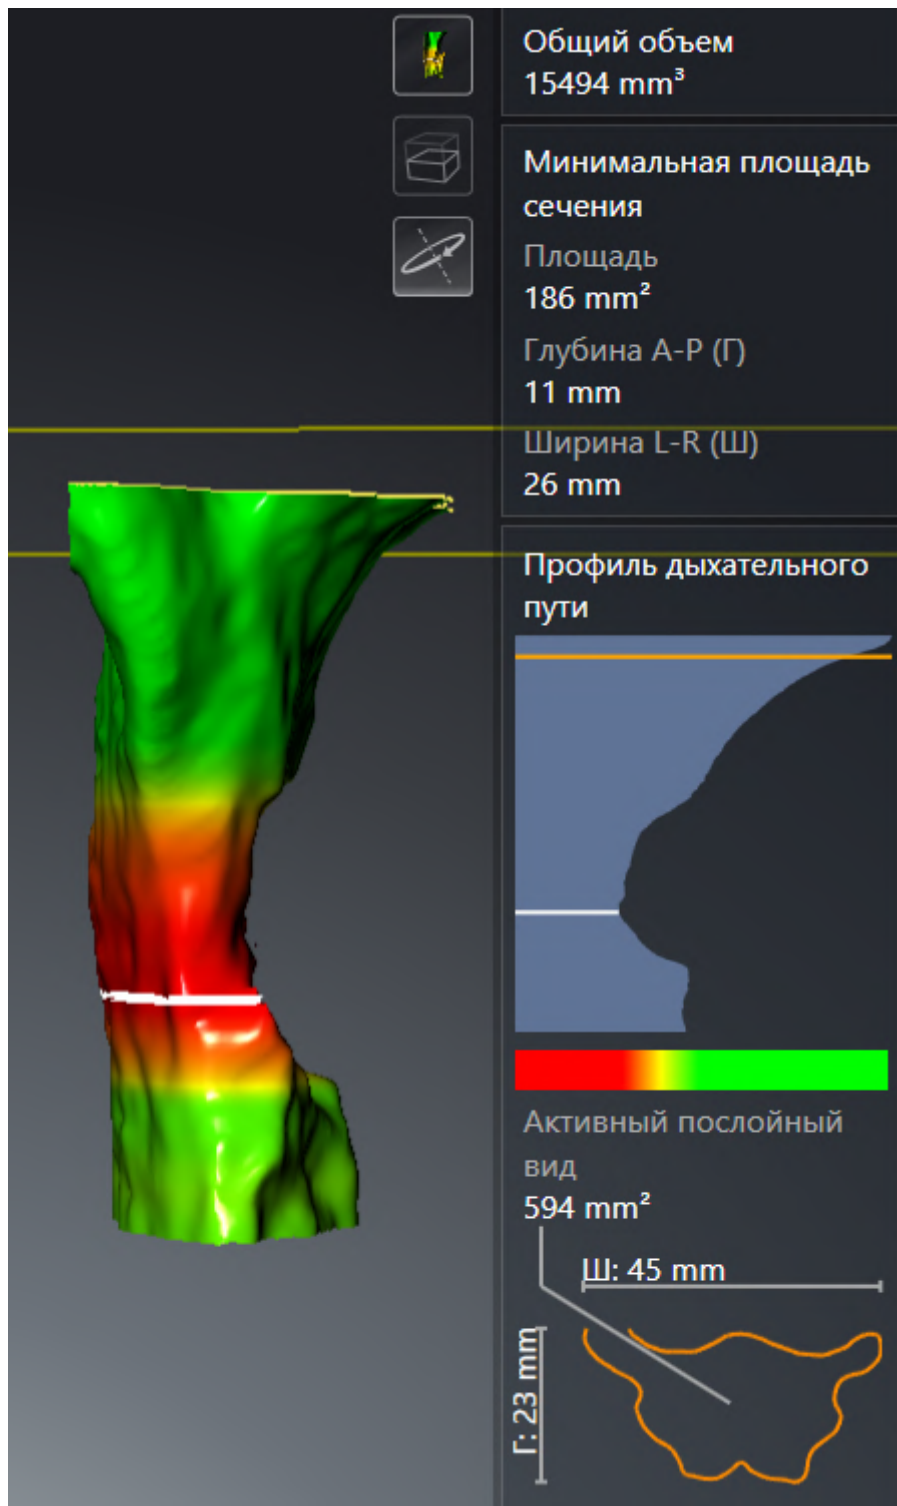 Общий объем
15494 mm³
Минимальная площадь
сечения
Площадь
186 mm²
Глубина A-P (Г)
11 mm
Ширина L-R (Ш)
26 mm
Профиль дыхательного
пути
Активный послойный
вид
594 mm²
Ш: 45 mm
Г: 23 mm